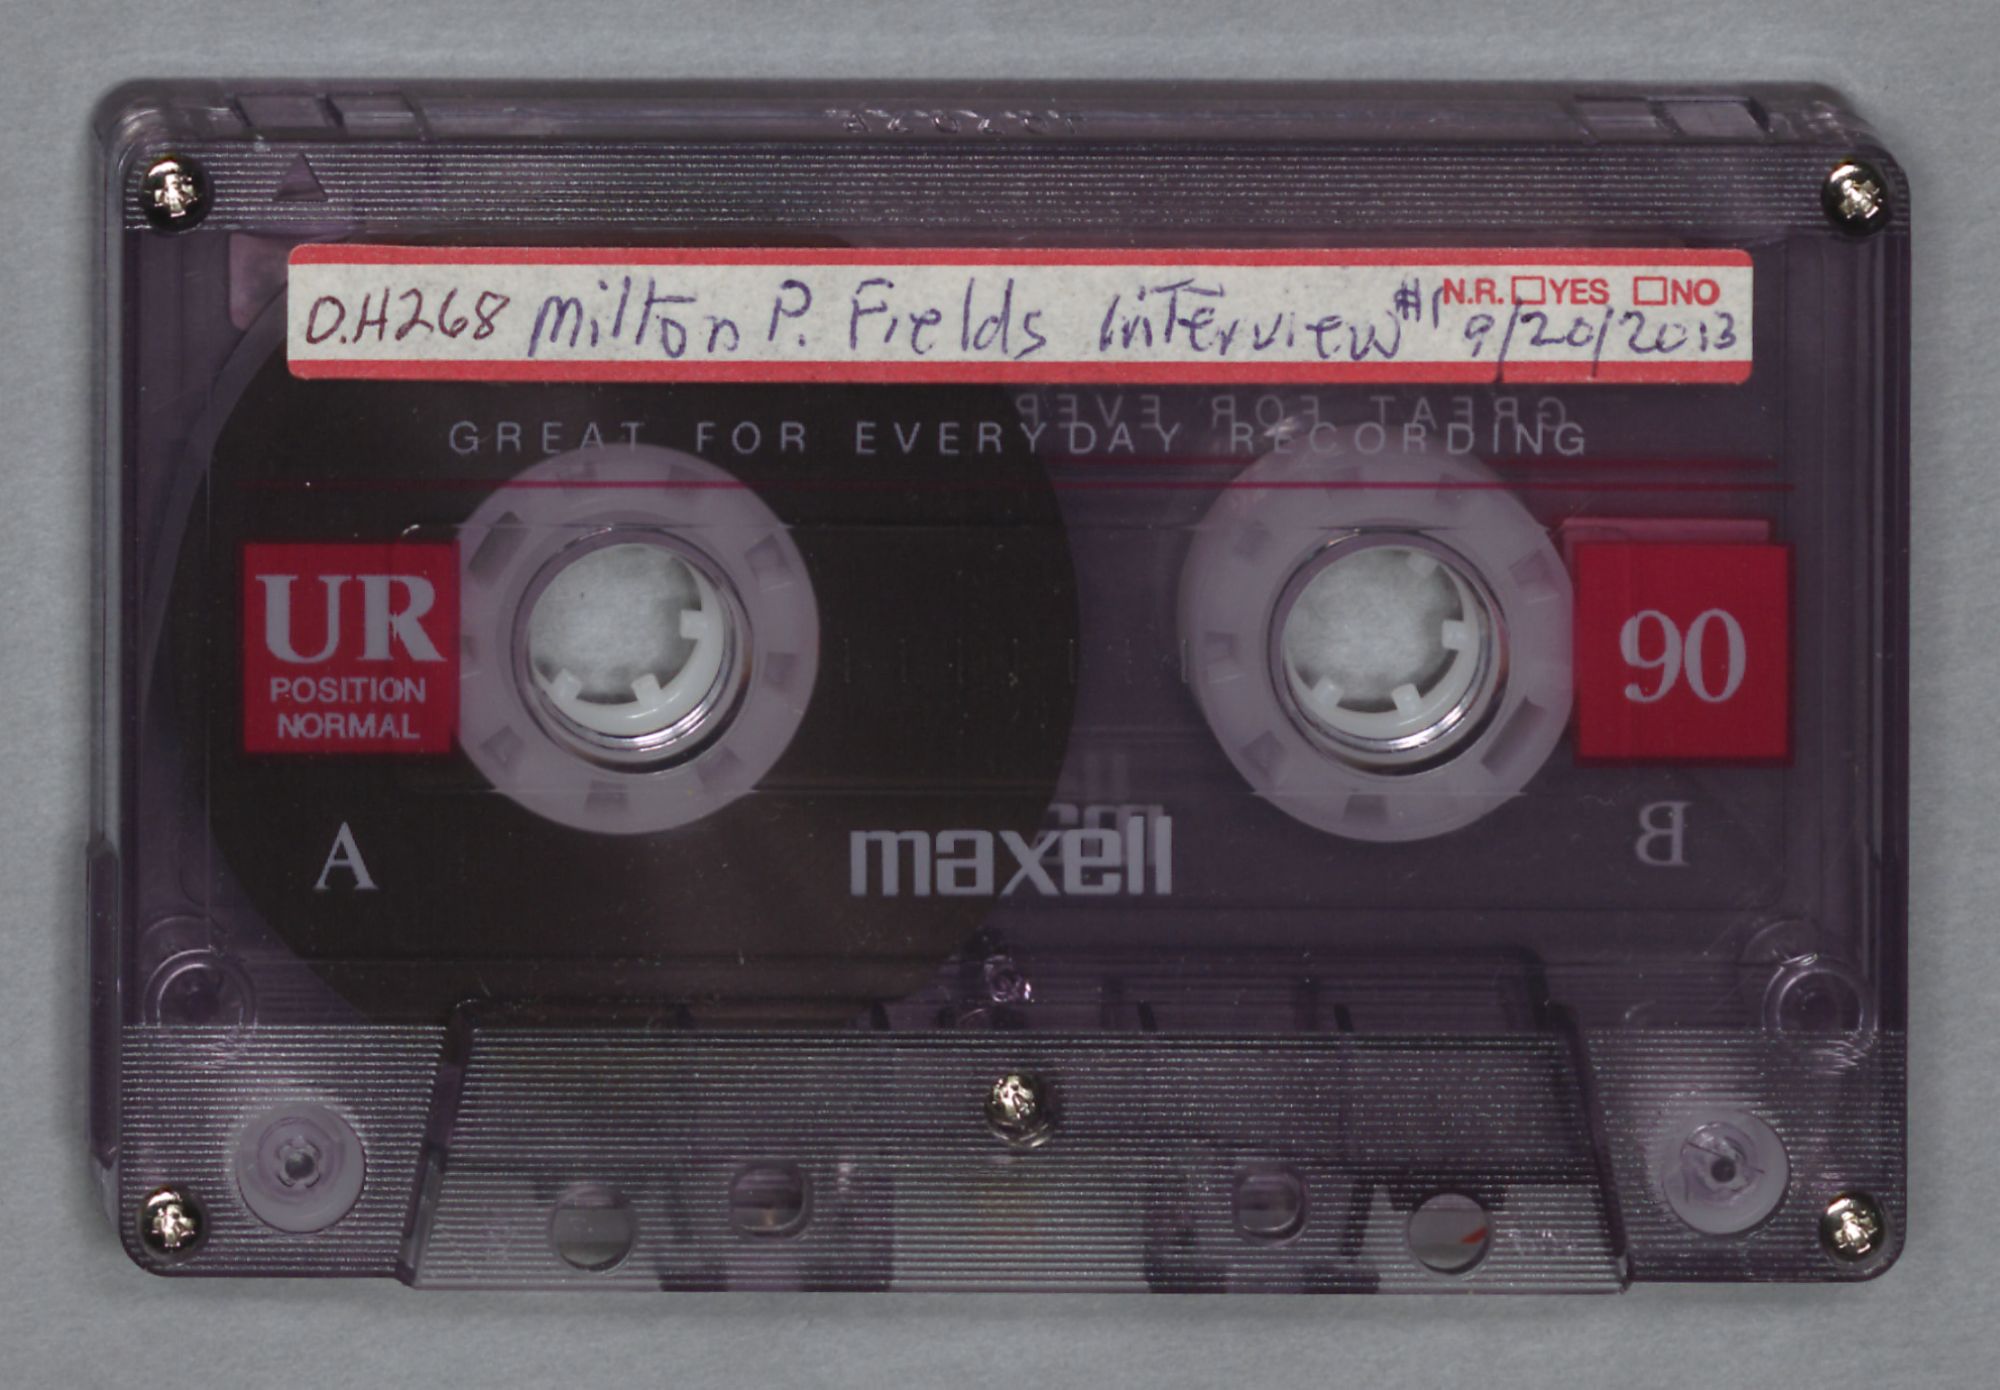 N.R. ☐YES ☐NO
O.H268 Milton P. Fields Interview #1 9/20/2013
GREAT FOR EVERYDAY RECORDING
UR
POSITION
NORMAL
90
A
maxell
B